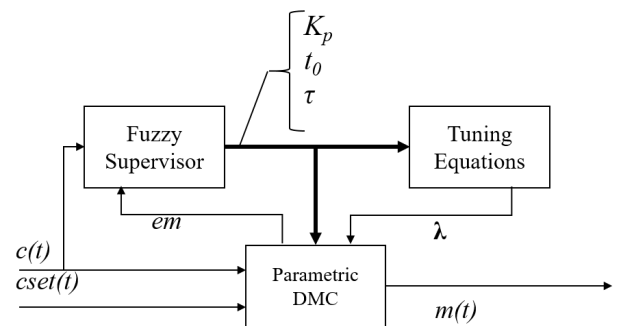 K_p
t_0
τ
Fuzzy
Supervisor
Tuning
Equations
em
λ
c(t)
cset(t)
Parametric
DMC
m(t)